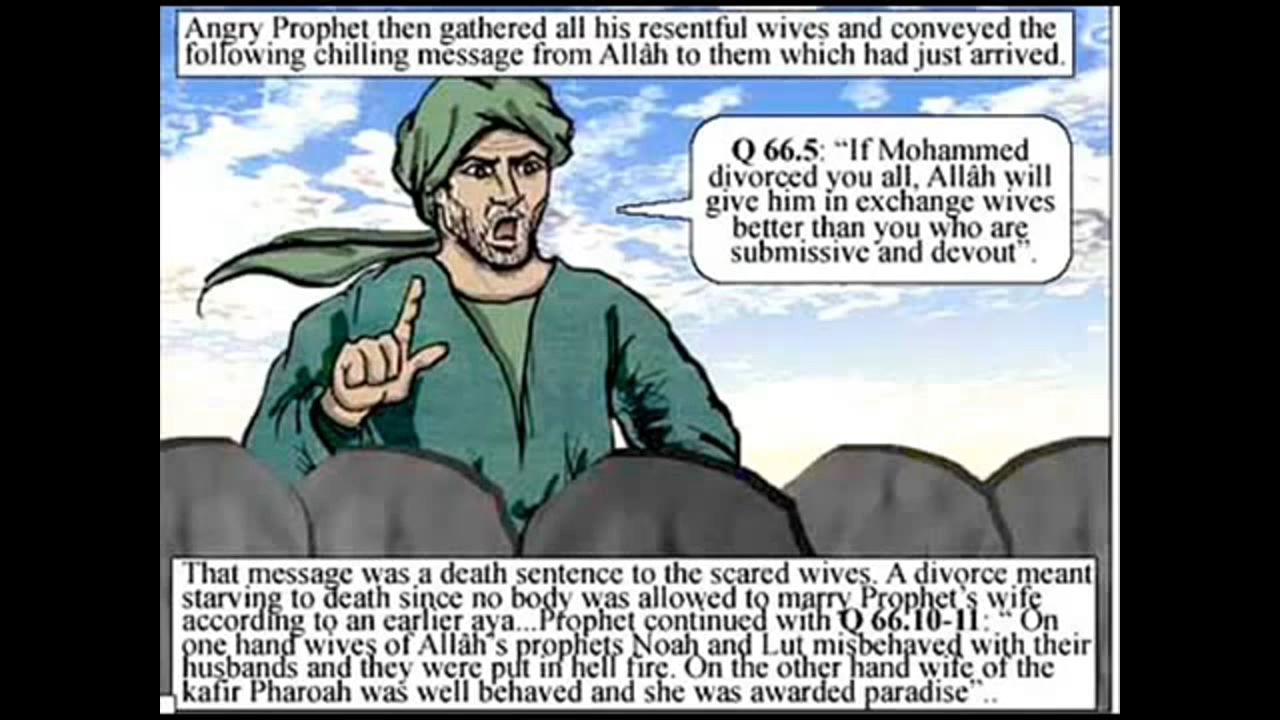 Angry Prophet then gathered all his resentful wives and conveyed the
following chilling message from Allâh to them which had just arrived.
Q 66.5: “If Mohammed
divorced you all, Allâh will
give him in exchange wives
better than you who are
submissive and devout”.
That message was a death sentence to the scared wives. A divorce meant
starving to death since no body was allowed to marry Prophet’s wife
according to an earlier aya...Prophet continued with Q 66.10-11: “ On
one hand wives of Allâh’s prophets Noah and Lut misbehaved with their
husbands and they were put in hell fire. On the other hand wife of the
kafir Pharoah was well behaved and she was awarded paradise”..